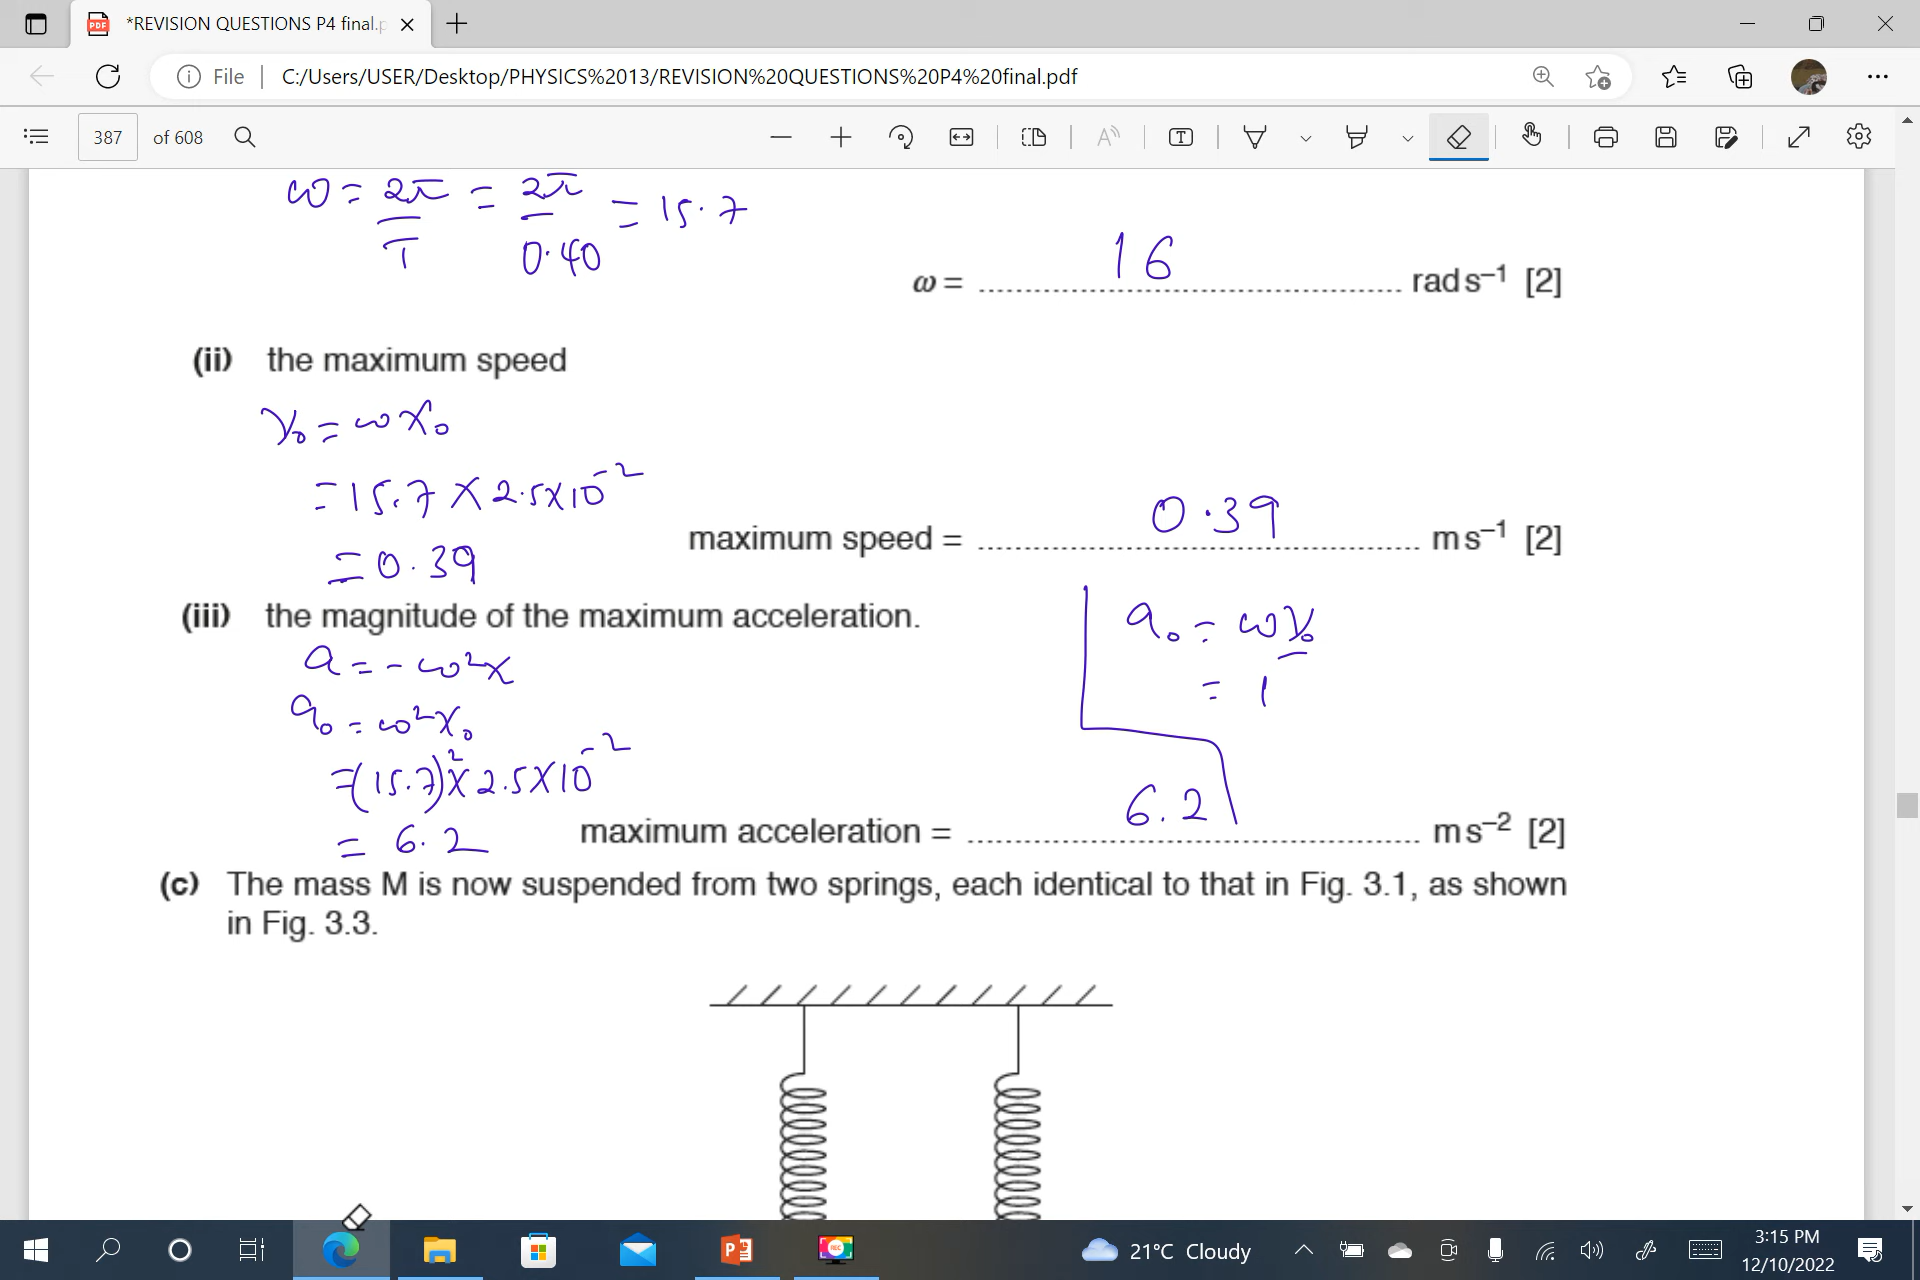 *REVISION QUESTIONS P4 final.p
File
C:/Users/USER/Desktop/PHYSICS%2013/REVISION%20QUESTIONS%20P4%20final.pdf
387 of 608
ω = 2π/T = 2π/0.40 = 15.7
16
ω = ........................................ rad s⁻¹ [2]
(ii) the maximum speed
v₀ = ωx₀
= 15.7 × 2.5×10⁻²
0.39
maximum speed = ........................................ m s⁻¹ [2]
= 0.39
(iii) the magnitude of the maximum acceleration.
a₀ = ωv₀
a = -ω²x
= 1
a₀ = ω²x₀
= (15.7)² × 2.5×10⁻²
6.2
= 6.2
maximum acceleration = ........................................ m s⁻² [2]
(c) The mass M is now suspended from two springs, each identical to that in Fig. 3.1, as shown
in Fig. 3.3.
REC
21°C Cloudy
3:15 PM
12/10/2022